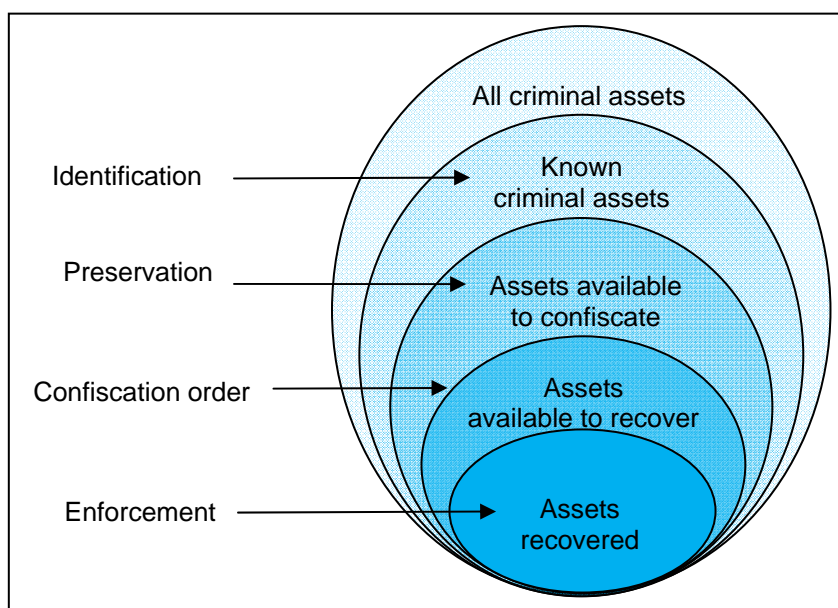 All criminal assets
Identification
Known
criminal assets
Preservation
Assets available
to confiscate
Confiscation order
Assets
available to recover
Enforcement
Assets
recovered